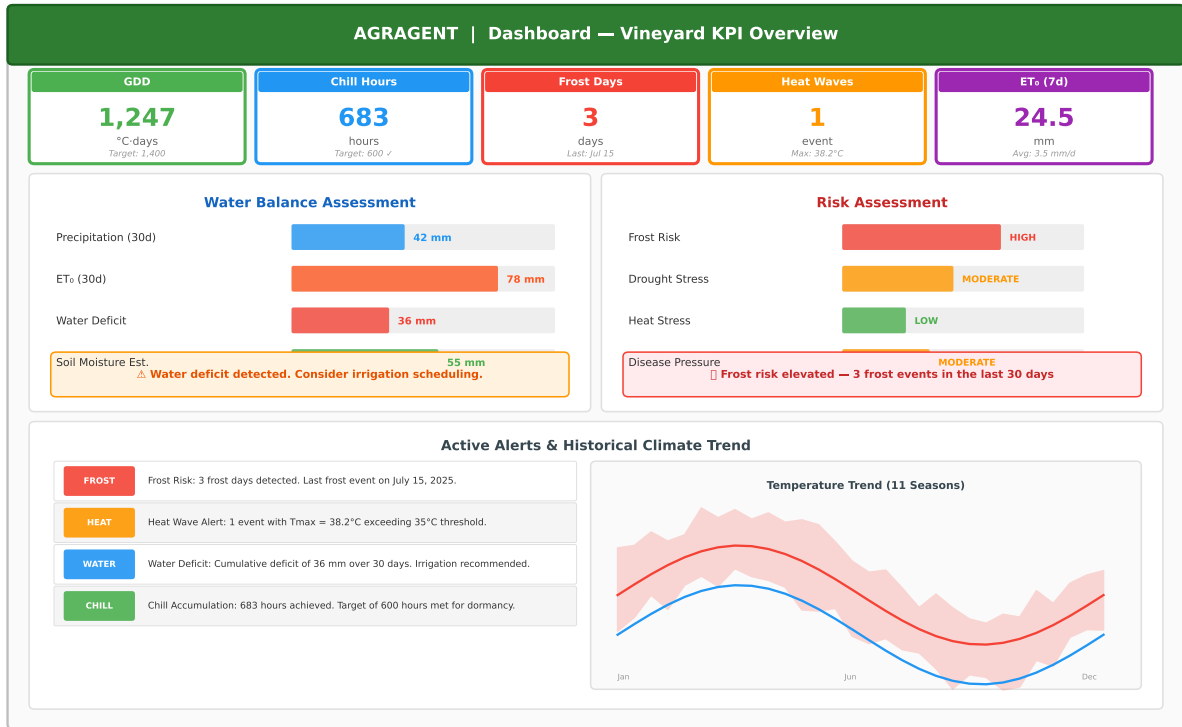 AGRAGENT | Dashboard — Vineyard KPI Overview
GDD
1,247
°C·days
Target: 1,400
Chill Hours
683
hours
Target: 600 ✓
Frost Days
3
days
Last: Jul 15
Heat Waves
1
event
Max: 38.2°C
ET₀ (7d)
24.5
mm
Avg: 3.5 mm/d
Water Balance Assessment
Precipitation (30d) 42 mm
ET₀ (30d) 78 mm
Water Deficit 36 mm
Soil Moisture Est. 55 mm
⚠ Water deficit detected. Consider irrigation scheduling.
Risk Assessment
Frost Risk HIGH
Drought Stress MODERATE
Heat Stress LOW
Disease Pressure MODERATE
Frost risk elevated — 3 frost events in the last 30 days
Active Alerts & Historical Climate Trend
FROST Frost Risk: 3 frost days detected. Last frost event on July 15, 2025.
HEAT Heat Wave Alert: 1 event with Tmax = 38.2°C exceeding 35°C threshold.
WATER Water Deficit: Cumulative deficit of 36 mm over 30 days. Irrigation recommended.
CHILL Chill Accumulation: 683 hours achieved. Target of 600 hours met for dormancy.
Temperature Trend (11 Seasons)
Jan Jun Dec